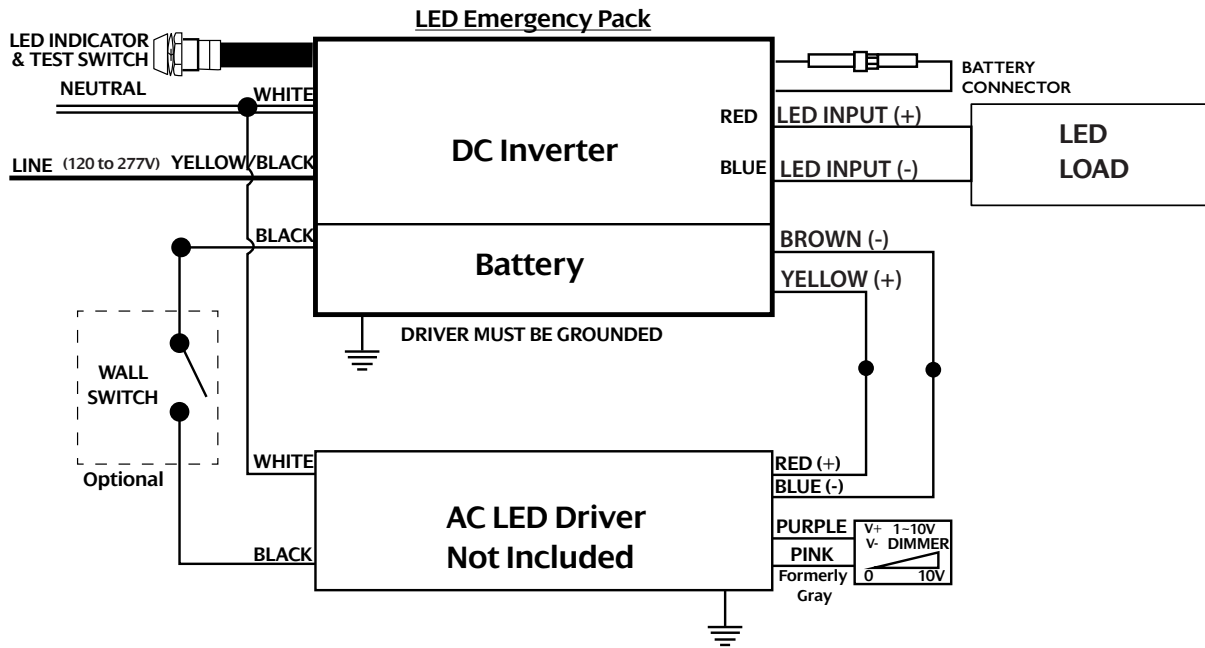 LED Emergency Pack
LED INDICATOR
& TEST SWITCH
NEUTRAL
WHITE
LINE (120 to 277V) YELLOW/BLACK
DC Inverter
BATTERY
CONNECTOR
RED
LED INPUT (+)
BLUE
LED INPUT (-)
LED
LOAD
BLACK
Battery
BROWN (-)
YELLOW (+)
DRIVER MUST BE GROUNDED
WALL
SWITCH
Optional
WHITE
BLACK
AC LED Driver
Not Included
RED (+)
BLUE (-)
PURPLE
PINK
Formerly
Gray
V+ 1~10V
V- DIMMER
0 10V